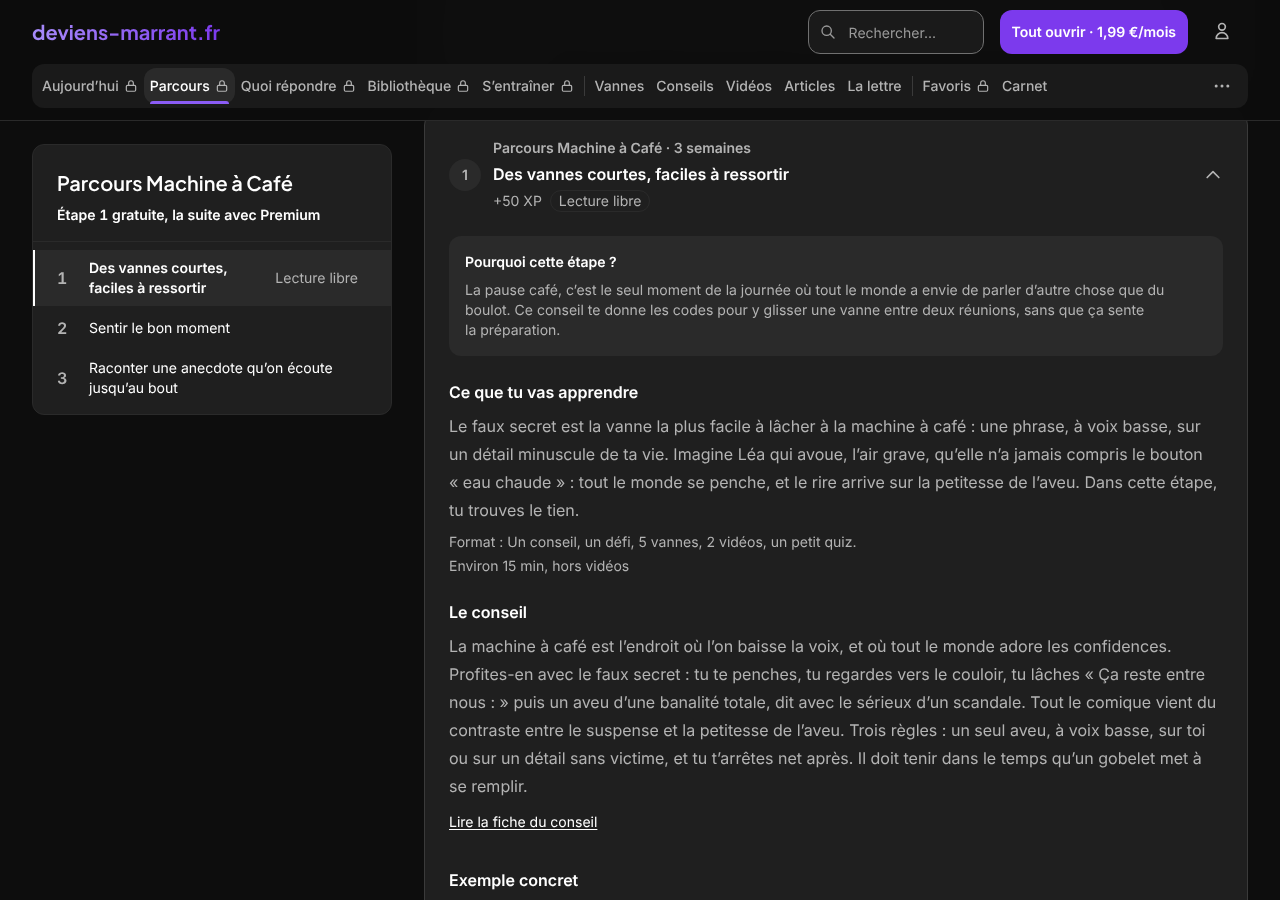 deviens-marrant.fr
Rechercher...
Tout ouvrir · 1,99 €/mois
Aujourd’hui
Parcours
Quoi répondre
Bibliothèque
S’entraîner
Vannes
Conseils
Vidéos
Articles
La lettre
Favoris
Carnet
Parcours Machine à Café
Étape 1 gratuite, la suite avec Premium
1
Des vannes courtes,
faciles à ressortir
Lecture libre
2
Sentir le bon moment
3
Raconter une anecdote qu’on écoute
jusqu’au bout
Parcours Machine à Café · 3 semaines
1
Des vannes courtes, faciles à ressortir
+50 XP
Lecture libre
Pourquoi cette étape ?
La pause café, c’est le seul moment de la journée où tout le monde a envie de parler d’autre chose que du
boulot. Ce conseil te donne les codes pour y glisser une vanne entre deux réunions, sans que ça sente
la préparation.
Ce que tu vas apprendre
Le faux secret est la vanne la plus facile à lâcher à la machine à café : une phrase, à voix basse, sur
un détail minuscule de ta vie. Imagine Léa qui avoue, l’air grave, qu’elle n’a jamais compris le bouton
« eau chaude » : tout le monde se penche, et le rire arrive sur la petitesse de l’aveu. Dans cette étape,
tu trouves le tien.
Format : Un conseil, un défi, 5 vannes, 2 vidéos, un petit quiz.
Environ 15 min, hors vidéos
Le conseil
La machine à café est l’endroit où l’on baisse la voix, et où tout le monde adore les confidences.
Profites-en avec le faux secret : tu te penches, tu regardes vers le couloir, tu lâches « Ça reste entre
nous : » puis un aveu d’une banalité totale, dit avec le sérieux d’un scandale. Tout le comique vient du
contraste entre le suspense et la petitesse de l’aveu. Trois règles : un seul aveu, à voix basse, sur toi
ou sur un détail sans victime, et tu t’arrêtes net après. Il doit tenir dans le temps qu’un gobelet met à
se remplir.
Lire la fiche du conseil
Exemple concret